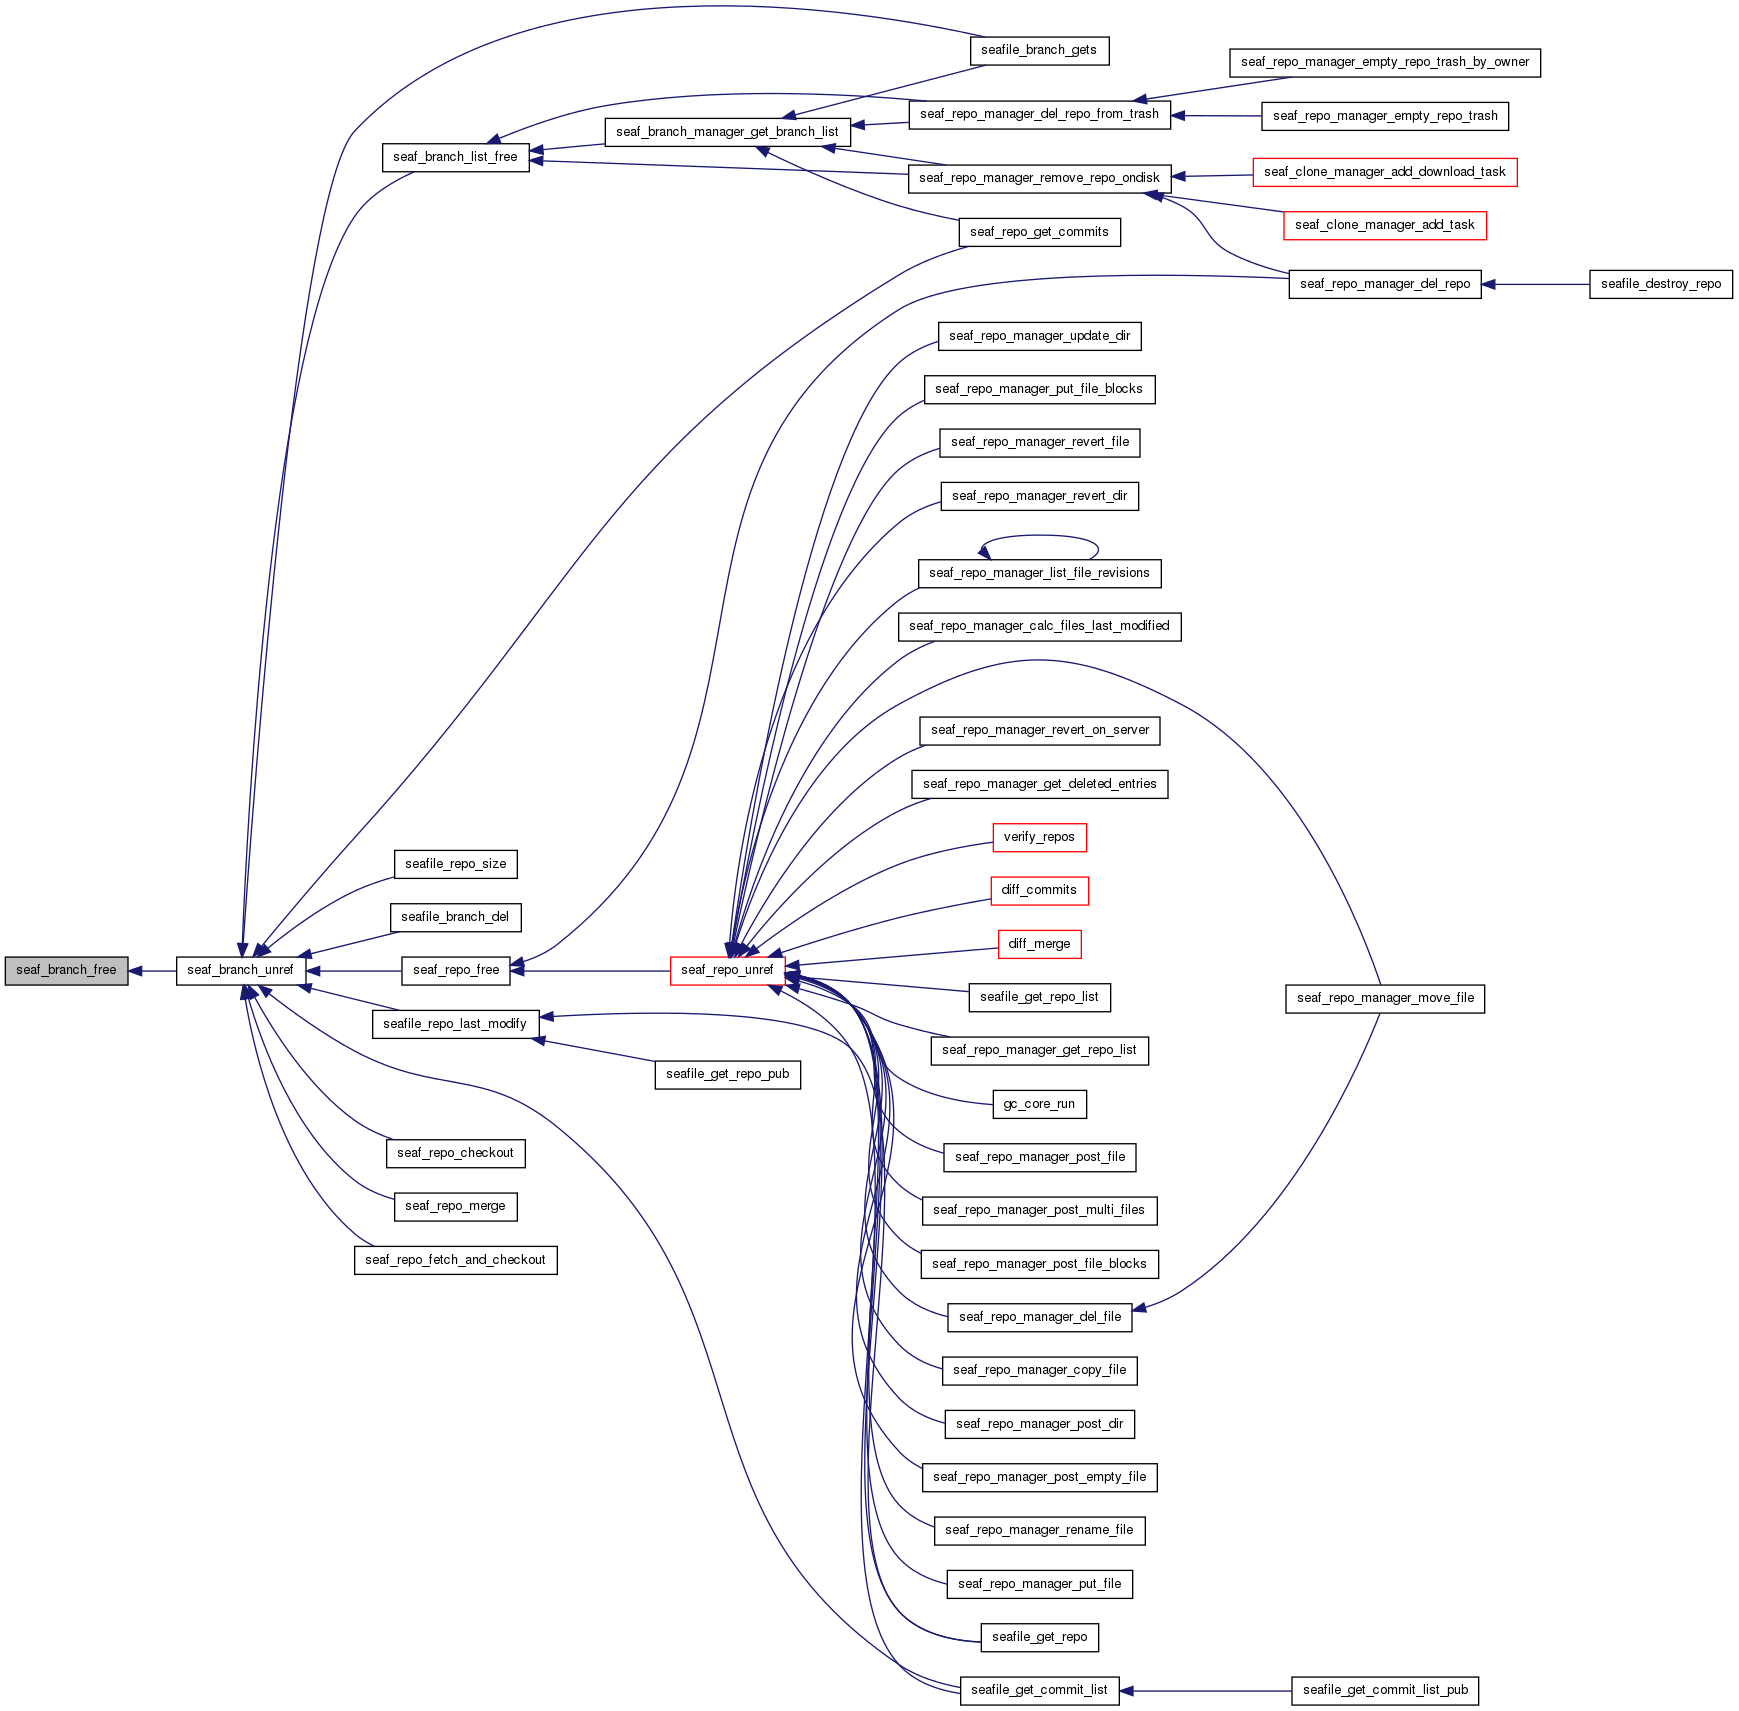 seafile_branch_gets
seaf_repo_manager_empty_repo_trash_by_owner
seaf_repo_manager_del_repo_from_trash
seaf_repo_manager_empty_repo_trash
seaf_branch_manager_get_branch_list
seaf_branch_list_free
seaf_repo_manager_remove_repo_ondisk
seaf_clone_manager_add_download_task
seaf_clone_manager_add_task
seaf_repo_get_commits
seaf_repo_manager_del_repo
seafile_destroy_repo
seaf_repo_manager_update_dir
seaf_repo_manager_put_file_blocks
seaf_repo_manager_revert_file
seaf_repo_manager_revert_dir
seaf_repo_manager_list_file_revisions
seaf_repo_manager_calc_files_last_modified
seaf_repo_manager_revert_on_server
seaf_repo_manager_get_deleted_entries
verify_repos
seafile_repo_size
diff_commits
seafile_branch_del
diff_merge
seaf_branch_free
seaf_branch_unref
seaf_repo_free
seaf_repo_unref
seafile_get_repo_list
seaf_repo_manager_move_file
seafile_repo_last_modify
seaf_repo_manager_get_repo_list
seafile_get_repo_pub
gc_core_run
seaf_repo_checkout
seaf_repo_manager_post_file
seaf_repo_merge
seaf_repo_manager_post_multi_files
seaf_repo_fetch_and_checkout
seaf_repo_manager_post_file_blocks
seaf_repo_manager_del_file
seaf_repo_manager_copy_file
seaf_repo_manager_post_dir
seaf_repo_manager_post_empty_file
seaf_repo_manager_rename_file
seaf_repo_manager_put_file
seafile_get_repo
seafile_get_commit_list
seafile_get_commit_list_pub